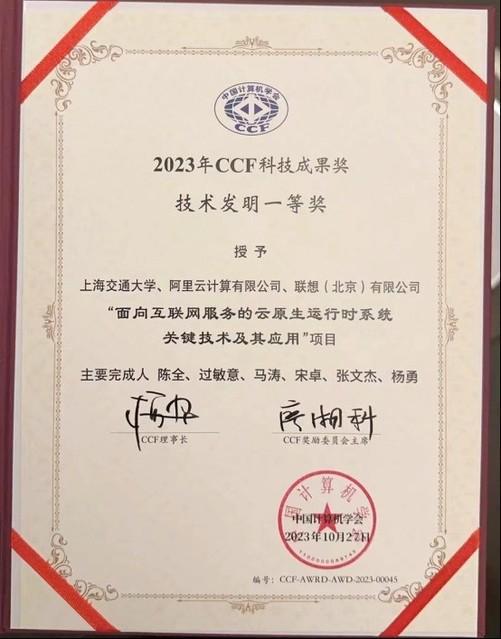 中国计算机学会
CCF
2023年CCF科技成果奖
技术发明一等奖
授予
上海交通大学、阿里云计算有限公司、联想（北京）有限公司
“面向互联网服务的云原生运行时系统
关键技术及其应用”项目
主要完成人 陈全、过敏意、马涛、宋卓、张文杰、杨勇
CCF理事长
CCF奖励委员会主席
中国计算机学会
中国计算机学会
2023年10月27日
编号：CCF-AWRD-AWD-2023-00045